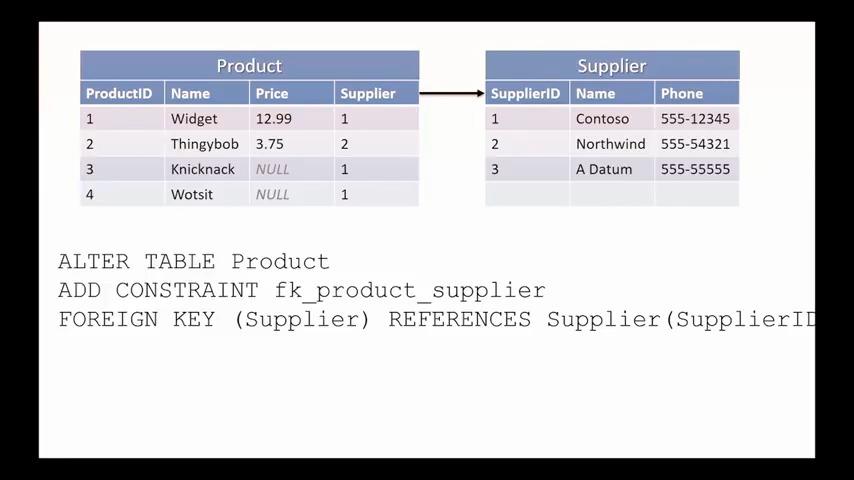 Product
ProductID Name Price Supplier
1 Widget 12.99 1
2 Thingybob 3.75 2
3 Knicknack NULL 1
4 Wotsit NULL 1
Supplier
SupplierID Name Phone
1 Contoso 555-12345
2 Northwind 555-54321
3 A Datum 555-55555
ALTER TABLE Product
ADD CONSTRAINT fk_product_supplier
FOREIGN KEY (Supplier) REFERENCES Supplier(SupplierID